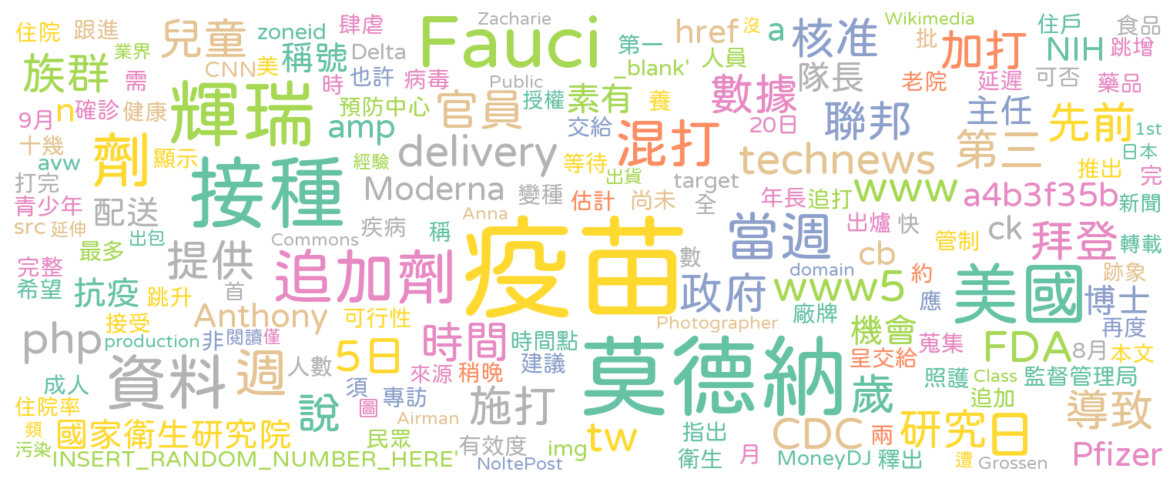 住院 跟進 兒童 zoneid 肆虐 Zacharie href a 核准 Wikimedia 批 加打 住戶 沒 食品
業界 稱號 Delta Fauci 第一 人員 NIH 跳增
族群 需 CNN 美 時 也許 病毒 Public _blank' 數據 隊長 老院 延遲 可否 藥品
9月 n 確診 健康 輝瑞 預防中心 官員 授權 素有 養 20日 聯邦 主任 先前 1st
十幾 avw 劑 顯示 amp 經驗 delivery 交給 等待 混打 technews 第三 推出 日本
打完 接種 Moderna 變種 出貨 估計 尚未 target 全 年長 追打 www a4b3f35b 完 新聞
青少年 配送 疾病 Anna 稱 出爐 快 管制 ck 拜登 轉載
src 延伸 出包 最多 提供 Commons 疫苗 數 當週 cb
完整 希望 抗疫 跳升 首 追加劑 政府 domain www5 約 應 美國 跡象 博士
Anthony 可行性 Photographer 廠牌 機會 蒐集 再度
php 接受 production 非 閱讀 僅 時間 時間點 呈交給 FDA 8月 本文
資料 週 人數 5日 來源 稍晚 建議 莫德納 歲 照護 Class 監督管理局
成人 須 專訪 施打 追加 導致
住院率 圖 Airman
頻 國家衛生研究院 說 民眾 有效度 img tw 指出 CDC 兩 研究 日
污染 INSERT_RANDOM_NUMBER_HERE' NoltePost 衛生 月 MoneyDJ 釋出 遭 Grossen Pfizer